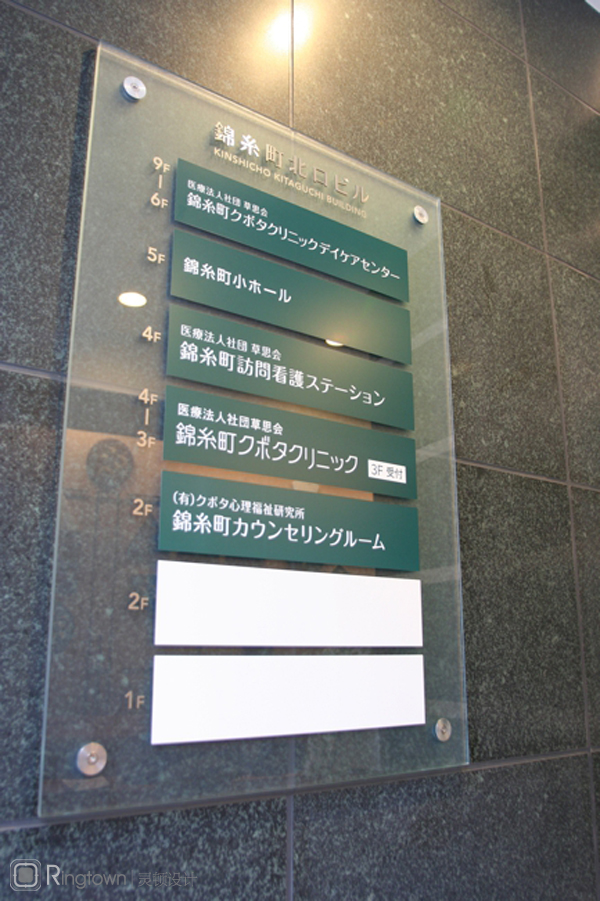 錦糸町北口ビル
KINSHICHO KITAGUCHI BUILDING
9F
6F
医療法人社団 草思会
錦糸町クボタクリニックデイケアセンター
5F
錦糸町小ホール
4F
医療法人社団 草思会
錦糸町訪問看護ステーション
4F
3F
医療法人社団草思会
錦糸町クボタクリニック
3F 受付
2F
(有)クボタ心理福祉研究所
錦糸町カウンセリングルーム
2F
1F
Ringtown 灵顿设计